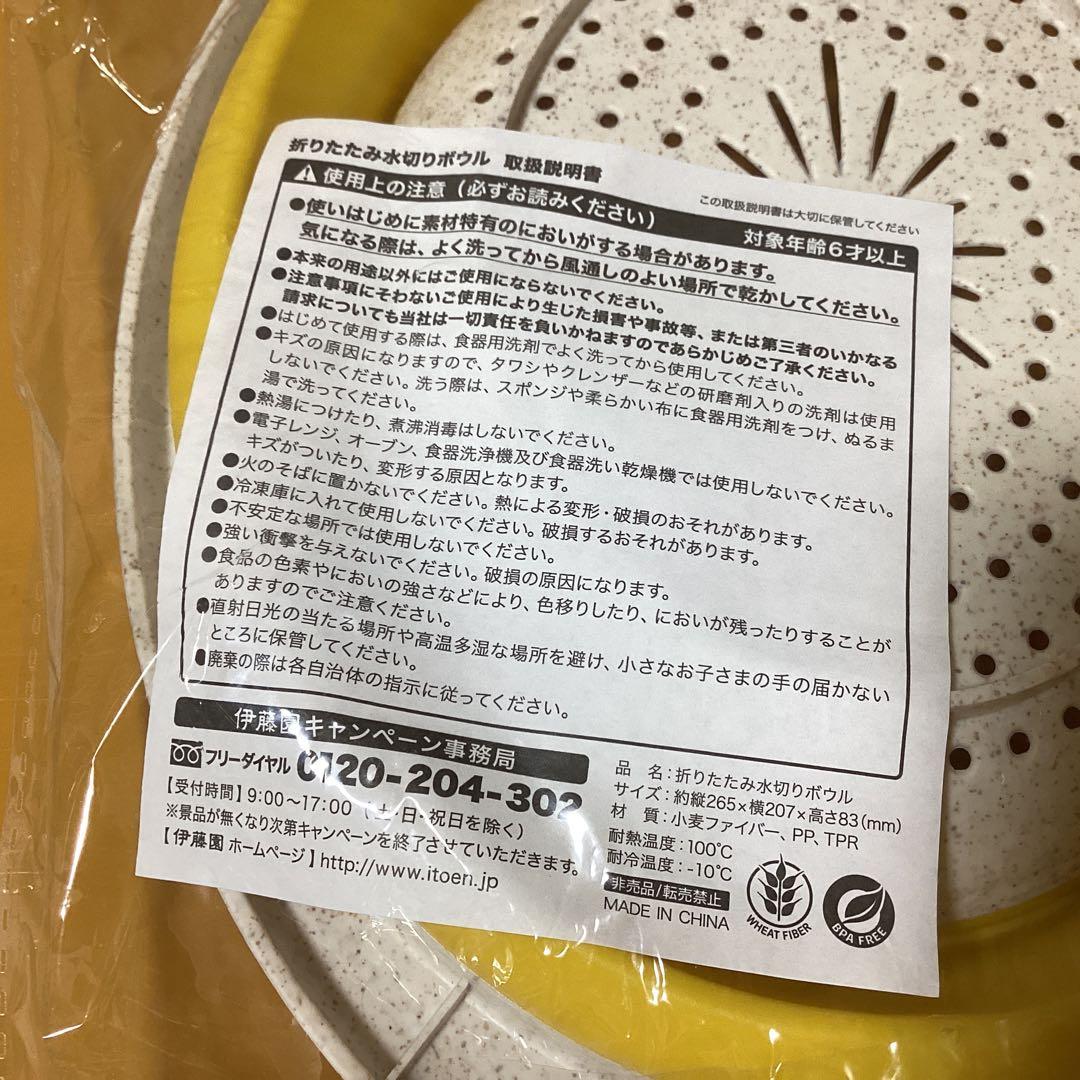 折りたたみ水切りボウル 取扱説明書
この取扱説明書は大切に保管してください
⚠使用上の注意（必ずお読みください）
対象年齢6才以上
●使いはじめに素材特有のにおいがする場合があります。
気になる際は、よく洗ってから風通しのよい場所で乾かしてください。
●本来の用途以外にはご使用にならないでください。
●注意事項にそわないご使用により生じた損害や事故等、または第三者のいかなる
請求についても当社は一切責任を負いかねますのであらかじめご了承ください。
●はじめて使用する際は、食器用洗剤でよく洗ってから使用してください。
●キズの原因になりますので、タワシやクレンザーなどの研磨剤入りの洗剤は使用
しないでください。洗う際は、スポンジや柔らかい布に食器用洗剤をつけ、ぬるま
湯で洗ってください。
●熱湯につけたり、煮沸消毒はしないでください。
●電子レンジ、オーブン、食器洗浄機及び食器洗い乾燥機では使用しないでください。
キズがついたり、変形する原因となります。
●火のそばに置かないでください。熱による変形・破損のおそれがあります。
●冷凍庫に入れて使用しないでください。破損するおそれがあります。
●不安定な場所では使用しないでください。
●強い衝撃を与えないでください。破損の原因になります。
●食品の色素やにおいの強さなどにより、色移りしたり、においが残ったりすることが
ありますのでご注意ください。
●直射日光の当たる場所や高温多湿な場所を避け、小さなお子さまの手の届かない
ところに保管してください。
●廃棄の際は各自治体の指示に従ってください。
伊藤園キャンペーン事務局
フリーダイヤル 0120-204-302
【受付時間】9:00〜17:00（土・日・祝日を除く）
※景品が無くなり次第キャンペーンを終了させていただきます。
【伊藤園 ホームページ】http://www.itoen.jp
品 名：折りたたみ水切りボウル
サイズ：約縦265×横207×高さ83（mm）
材 質：小麦ファイバー、PP、TPR
耐熱温度：100℃
耐冷温度：-10℃
非売品/転売禁止
MADE IN CHINA
WHEAT FIBER
BPA FREE